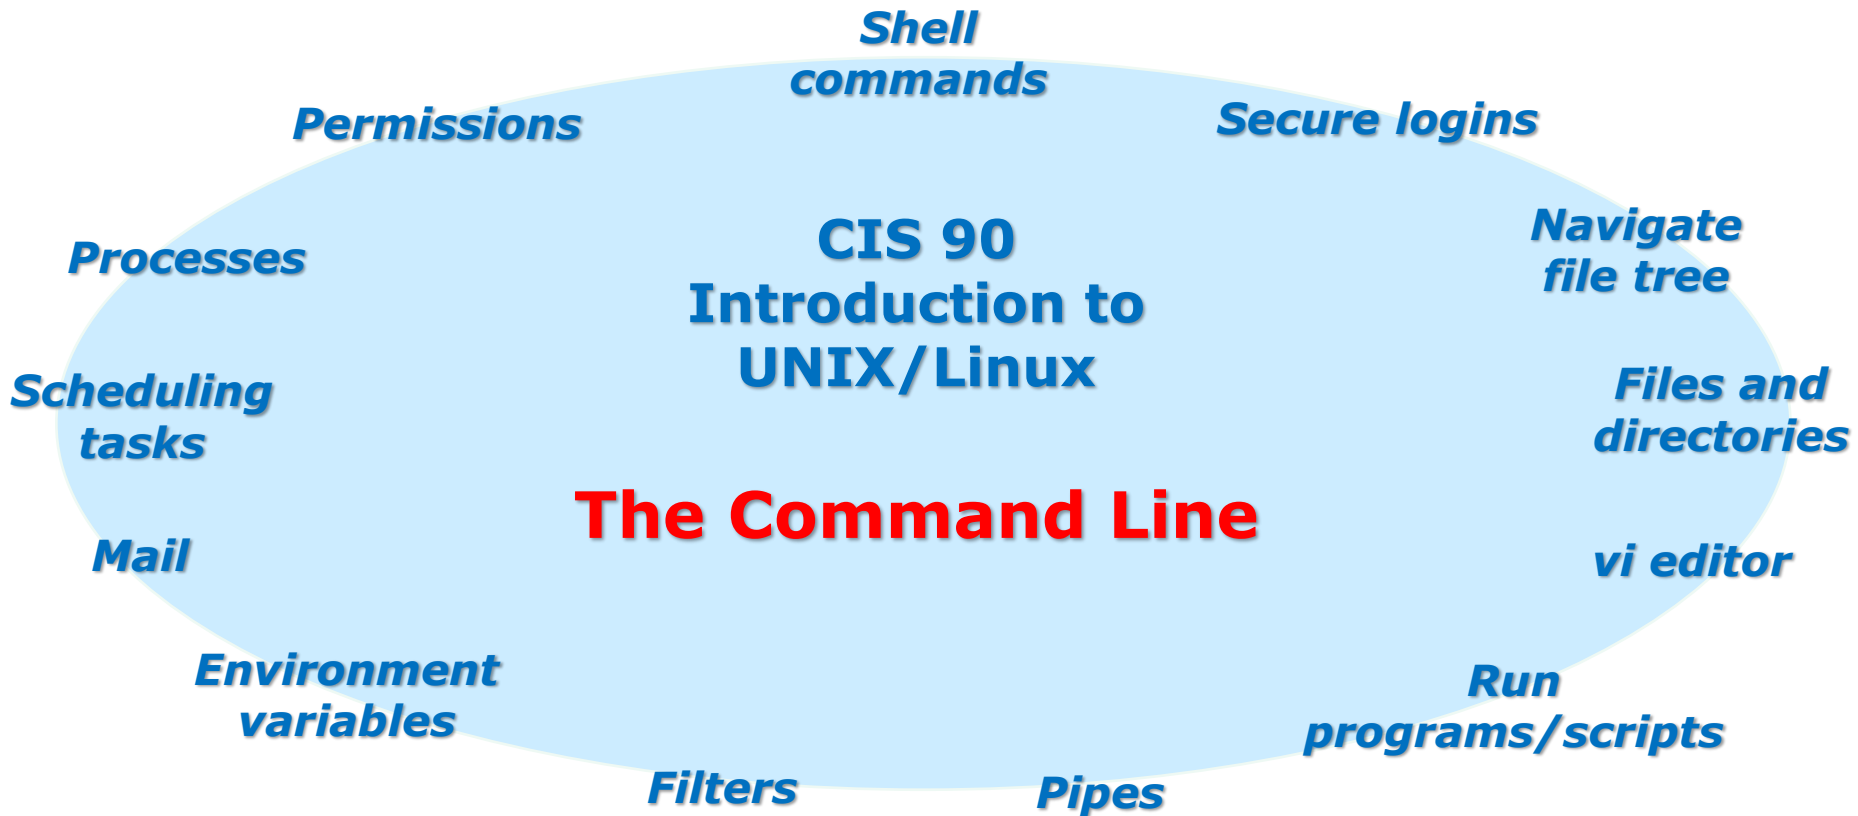 Shell
commands
Permissions
Secure logins
CIS 90
Introduction to
UNIX/Linux
Navigate
file tree
Processes
Scheduling
tasks
Files and
directories
The Command Line
Mail
vi editor
Environment
variables
Run
programs/scripts
Filters
Pipes